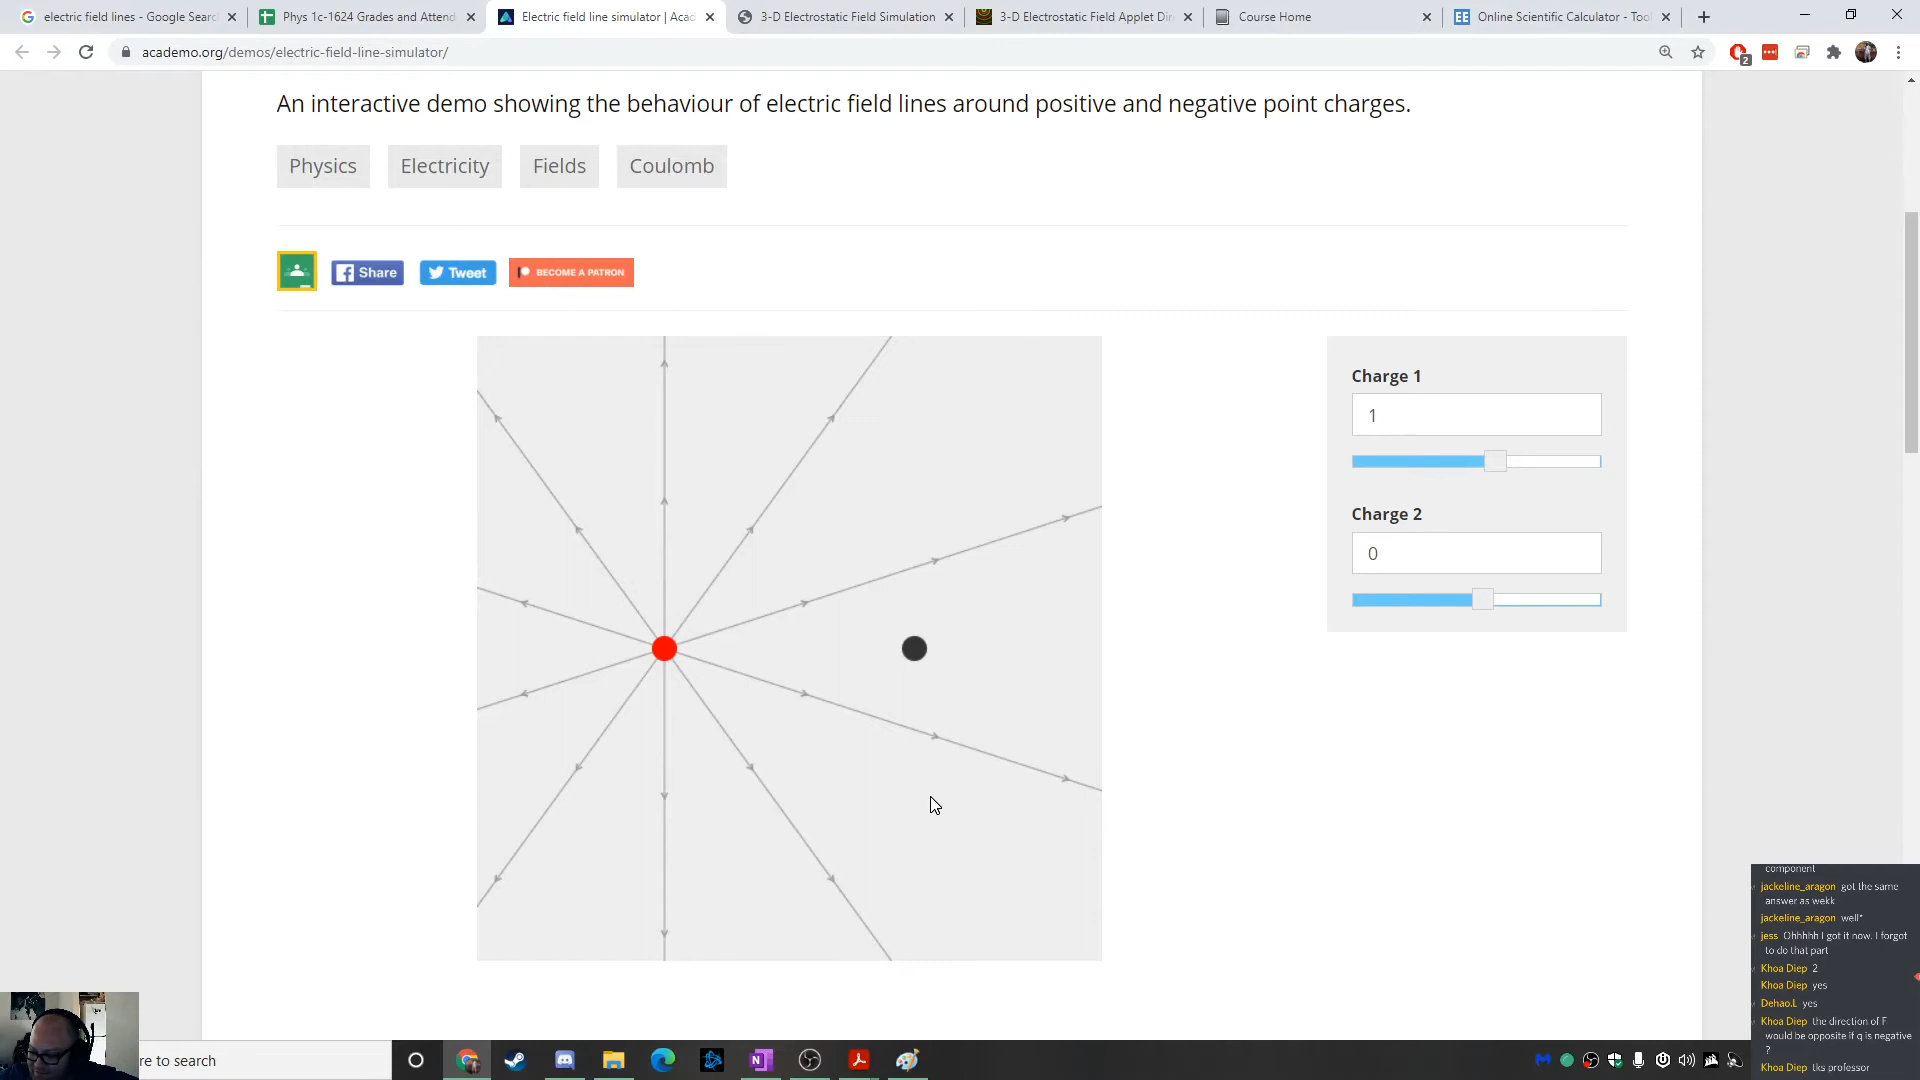 electric field lines - Google Searc
Phys 1c-1624 Grades and Attend
Electric field line simulator | Acad
3-D Electrostatic Field Simulation
3-D Electrostatic Field Applet Dire
Course Home
Online Scientific Calculator - Tool
academo.org/demos/electric-field-line-simulator/
2
An interactive demo showing the behaviour of electric field lines around positive and negative point charges.
Physics
Electricity
Fields
Coulomb
Share
Tweet
BECOME A PATRON
Charge 1
1
Charge 2
0
component
jackeline_aragon got the same
answer as wekk
jackeline_aragon well*
jess Ohhhhh I got it now. I forgot
to do that part
Khoa Diep 2
Khoa Diep yes
Dehao.L yes
Khoa Diep the direction of F
would be opposite if q is negative
?
Khoa Diep tks professor
re to search